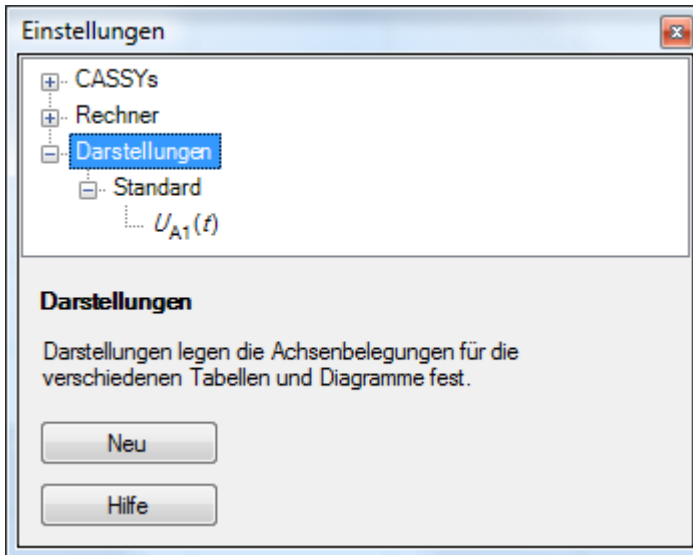 Einstellungen
CASSYs
Rechner
Darstellungen
Standard
U_A1(t)
Darstellungen
Darstellungen legen die Achsenbelegungen für die
verschiedenen Tabellen und Diagramme fest.
Neu
Hilfe